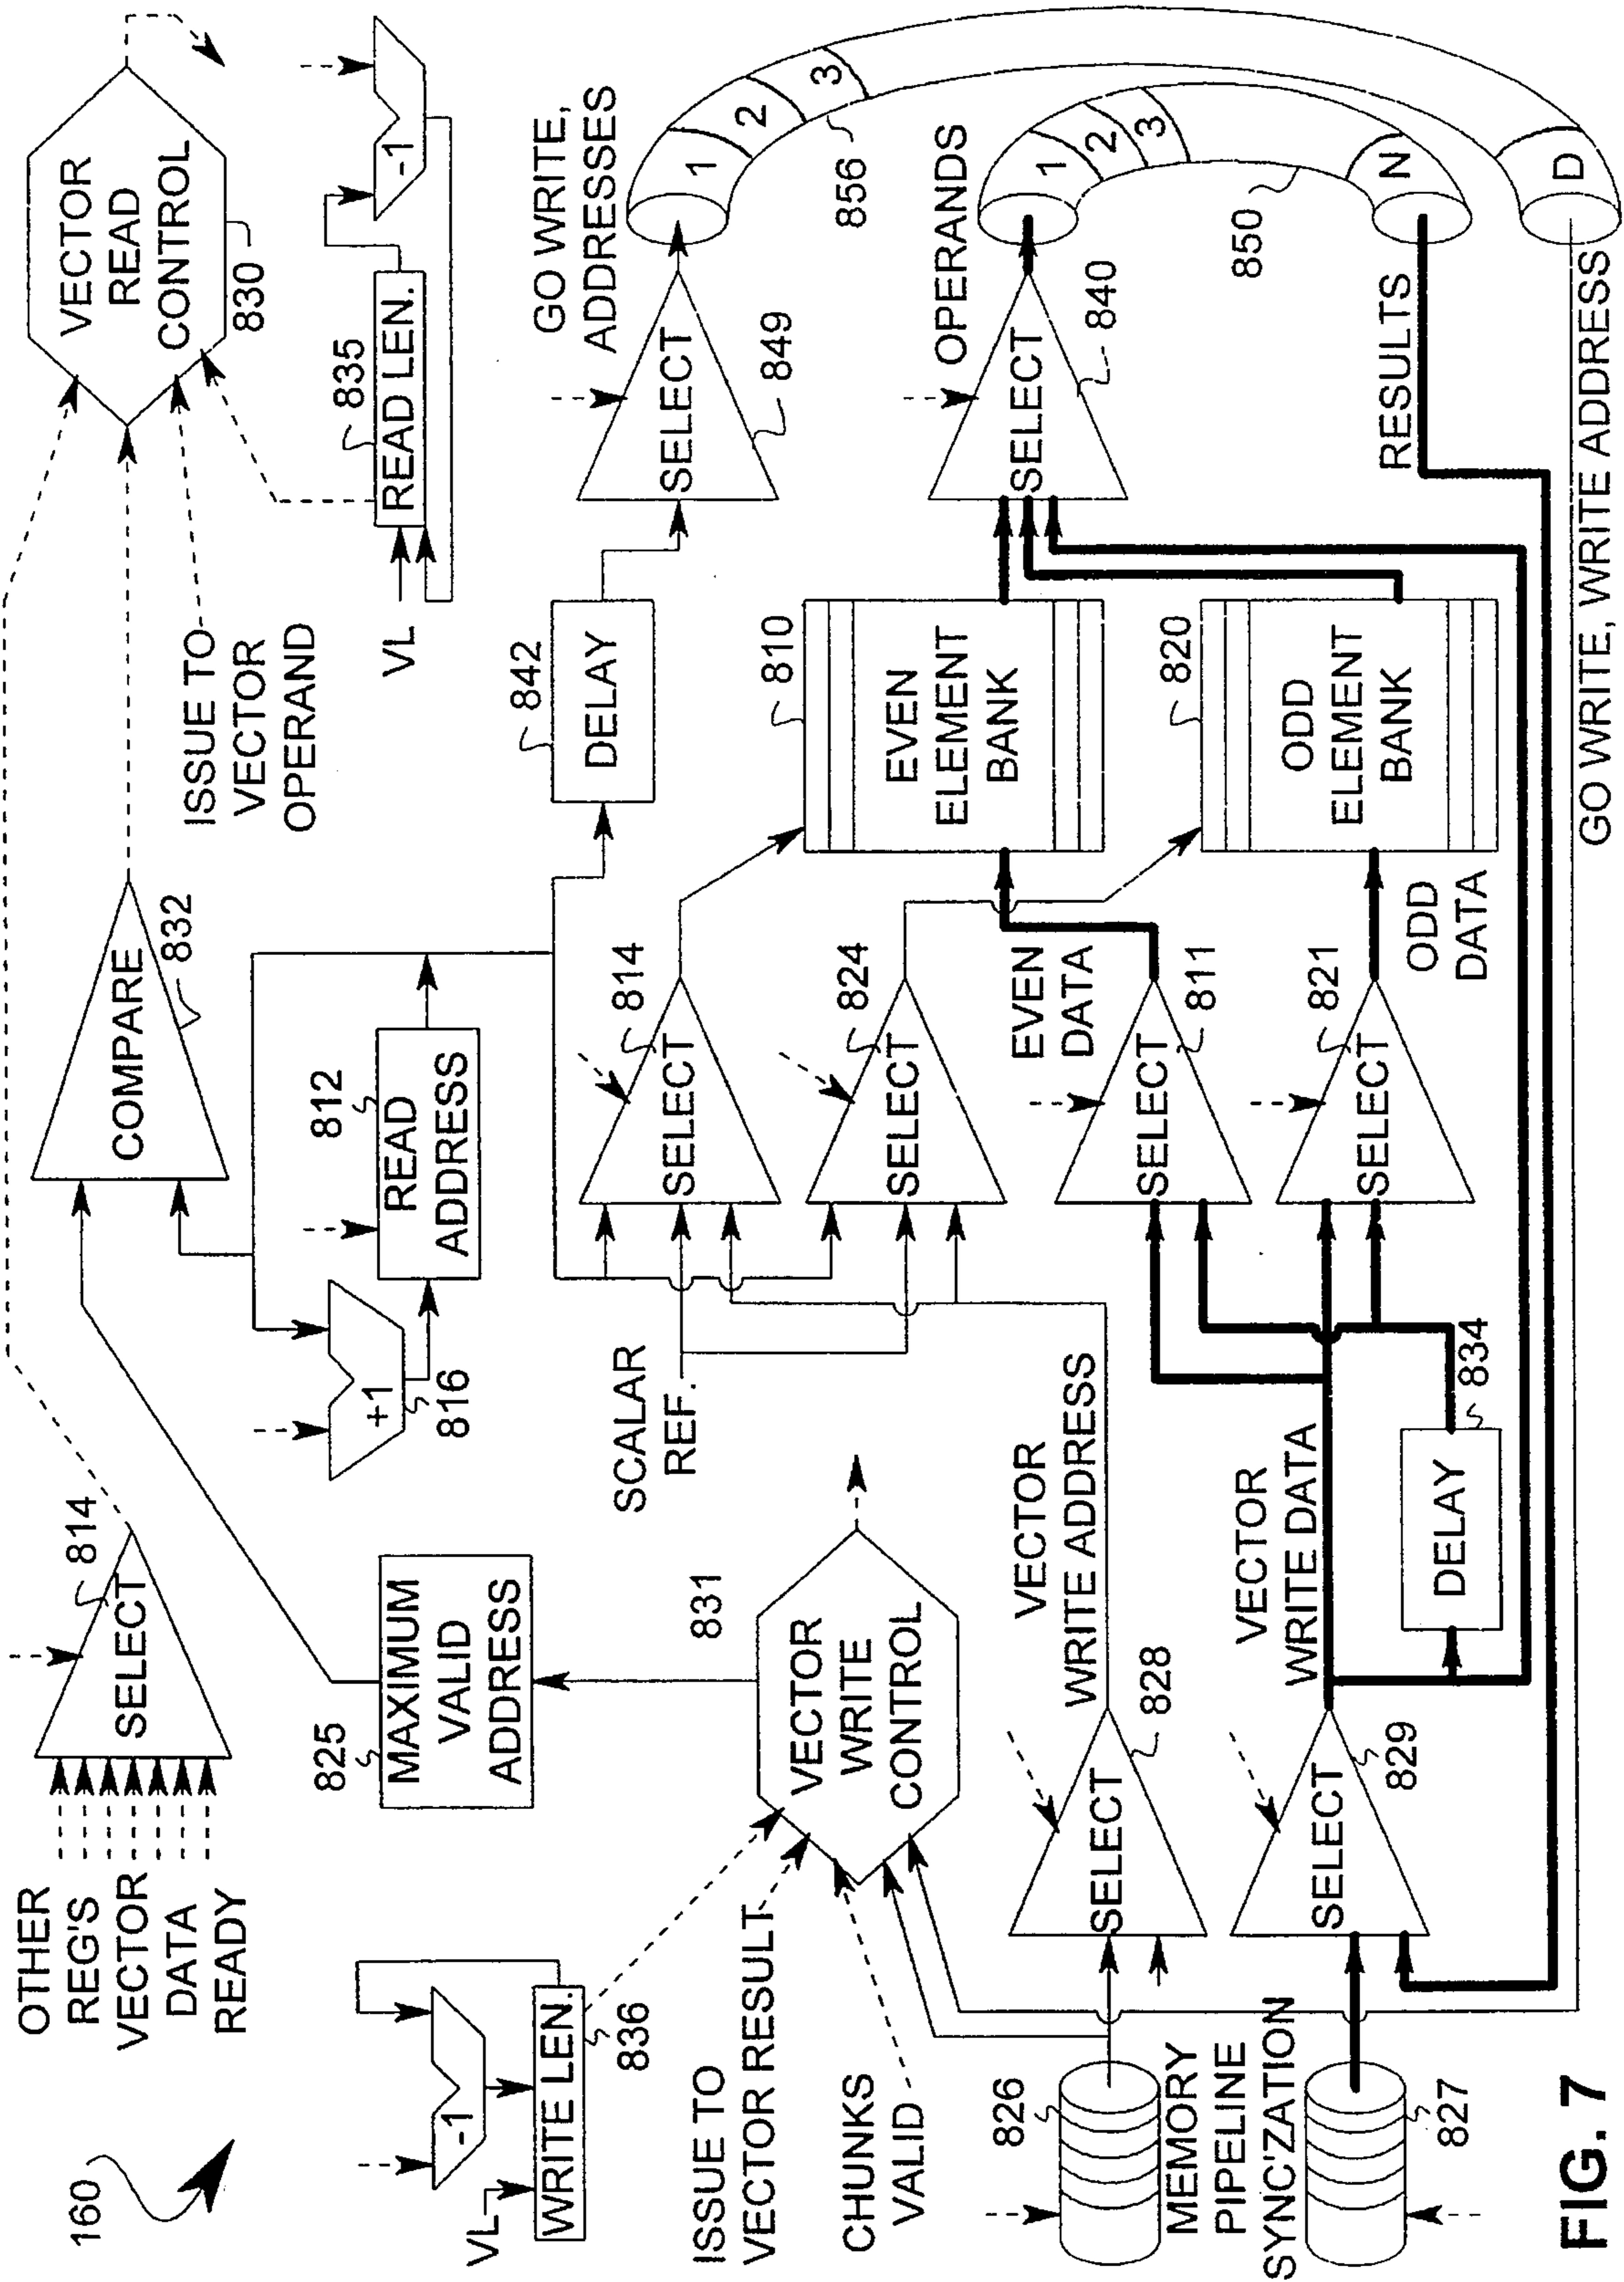 160
OTHER
REG'S
VECTOR
DATA
READY
SELECT
814
COMPARE
832
ISSUE TO
VECTOR
OPERAND
VECTOR
READ
CONTROL
830
VL
-1
WRITE LEN.
836
825
MAXIMUM
VALID
ADDRESS
+1
816
812
READ
ADDRESS
VL
835
READ LEN.
-1
ISSUE TO
VECTOR RESULT
CHUNKS
VALID
831
VECTOR
WRITE
CONTROL
SCALAR
REF.
SELECT
814
SELECT
824
842
DELAY
SELECT
849
GO WRITE,
ADDRESSES
1
2
3
856
826
MEMORY
PIPELINE
SYNC'ZATION
827
SELECT
828
VECTOR
WRITE ADDRESS
SELECT
829
VECTOR
WRITE DATA
DELAY
834
SELECT
811
EVEN
DATA
SELECT
821
ODD
DATA
810
EVEN
ELEMENT
BANK
820
ODD
ELEMENT
BANK
SELECT
840
OPERANDS
1
2
3
N
850
RESULTS
D
GO WRITE, WRITE ADDRESS
FIG. 7